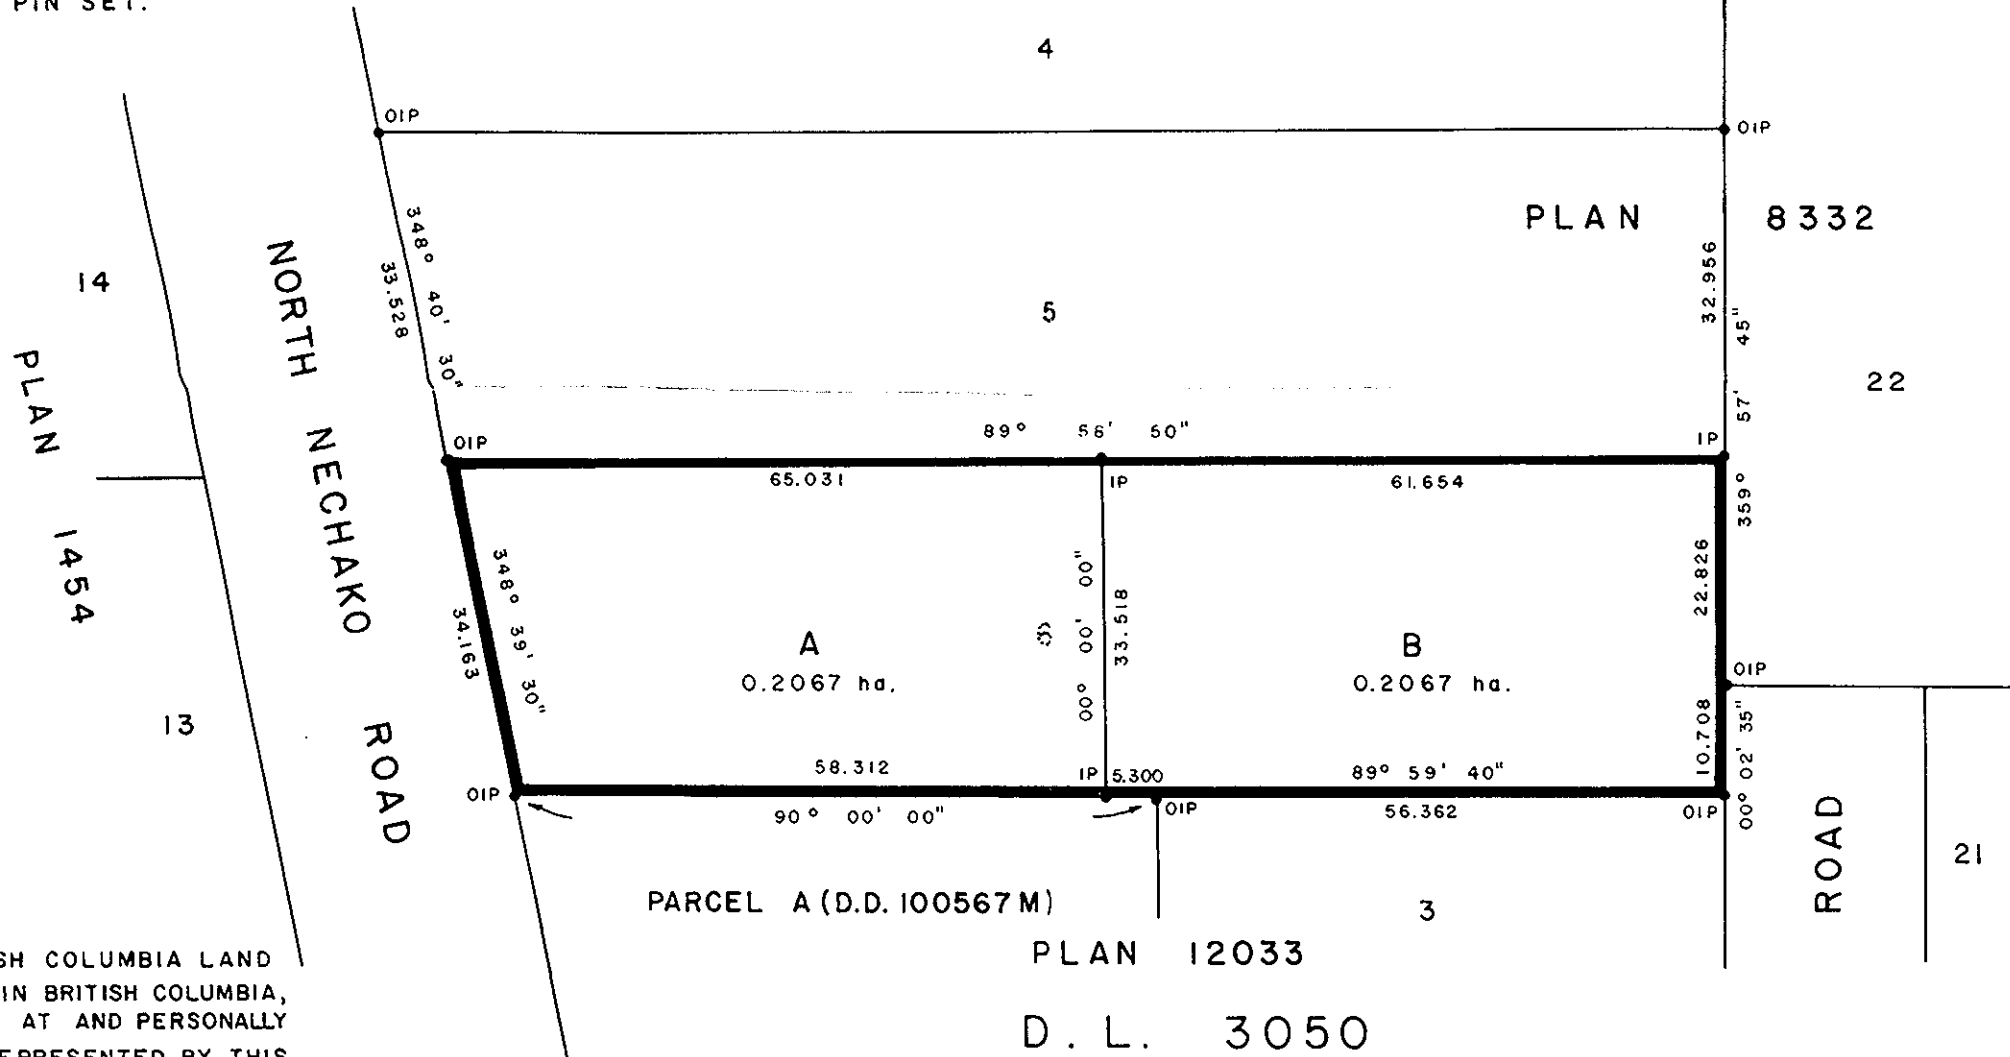 PIN SET.
4
OIP
OIP
PLAN 8332
348° 40' 30"
33.528
32.956
14
NORTH NECHAKO ROAD
5
359° 57' 45"
22
PLAN 1454
OIP
89° 56' 50"
IP
65.031
IP
61.654
348° 39' 30"
34.163
00° 00' 00"
33.518
22.826
A
0.2067 ha.
B
0.2067 ha.
OIP
13
10.708
00° 02' 35"
58.312
IP
5.300
89° 59' 40"
OIP
90° 00' 00"
OIP
56.362
OIP
ROAD
21
PARCEL A (D.D. 100567M)
3
PLAN 12033
SH COLUMBIA LAND
IN BRITISH COLUMBIA,
AT AND PERSONALLY
EPRESENTED BY THIS
D. L. 3050